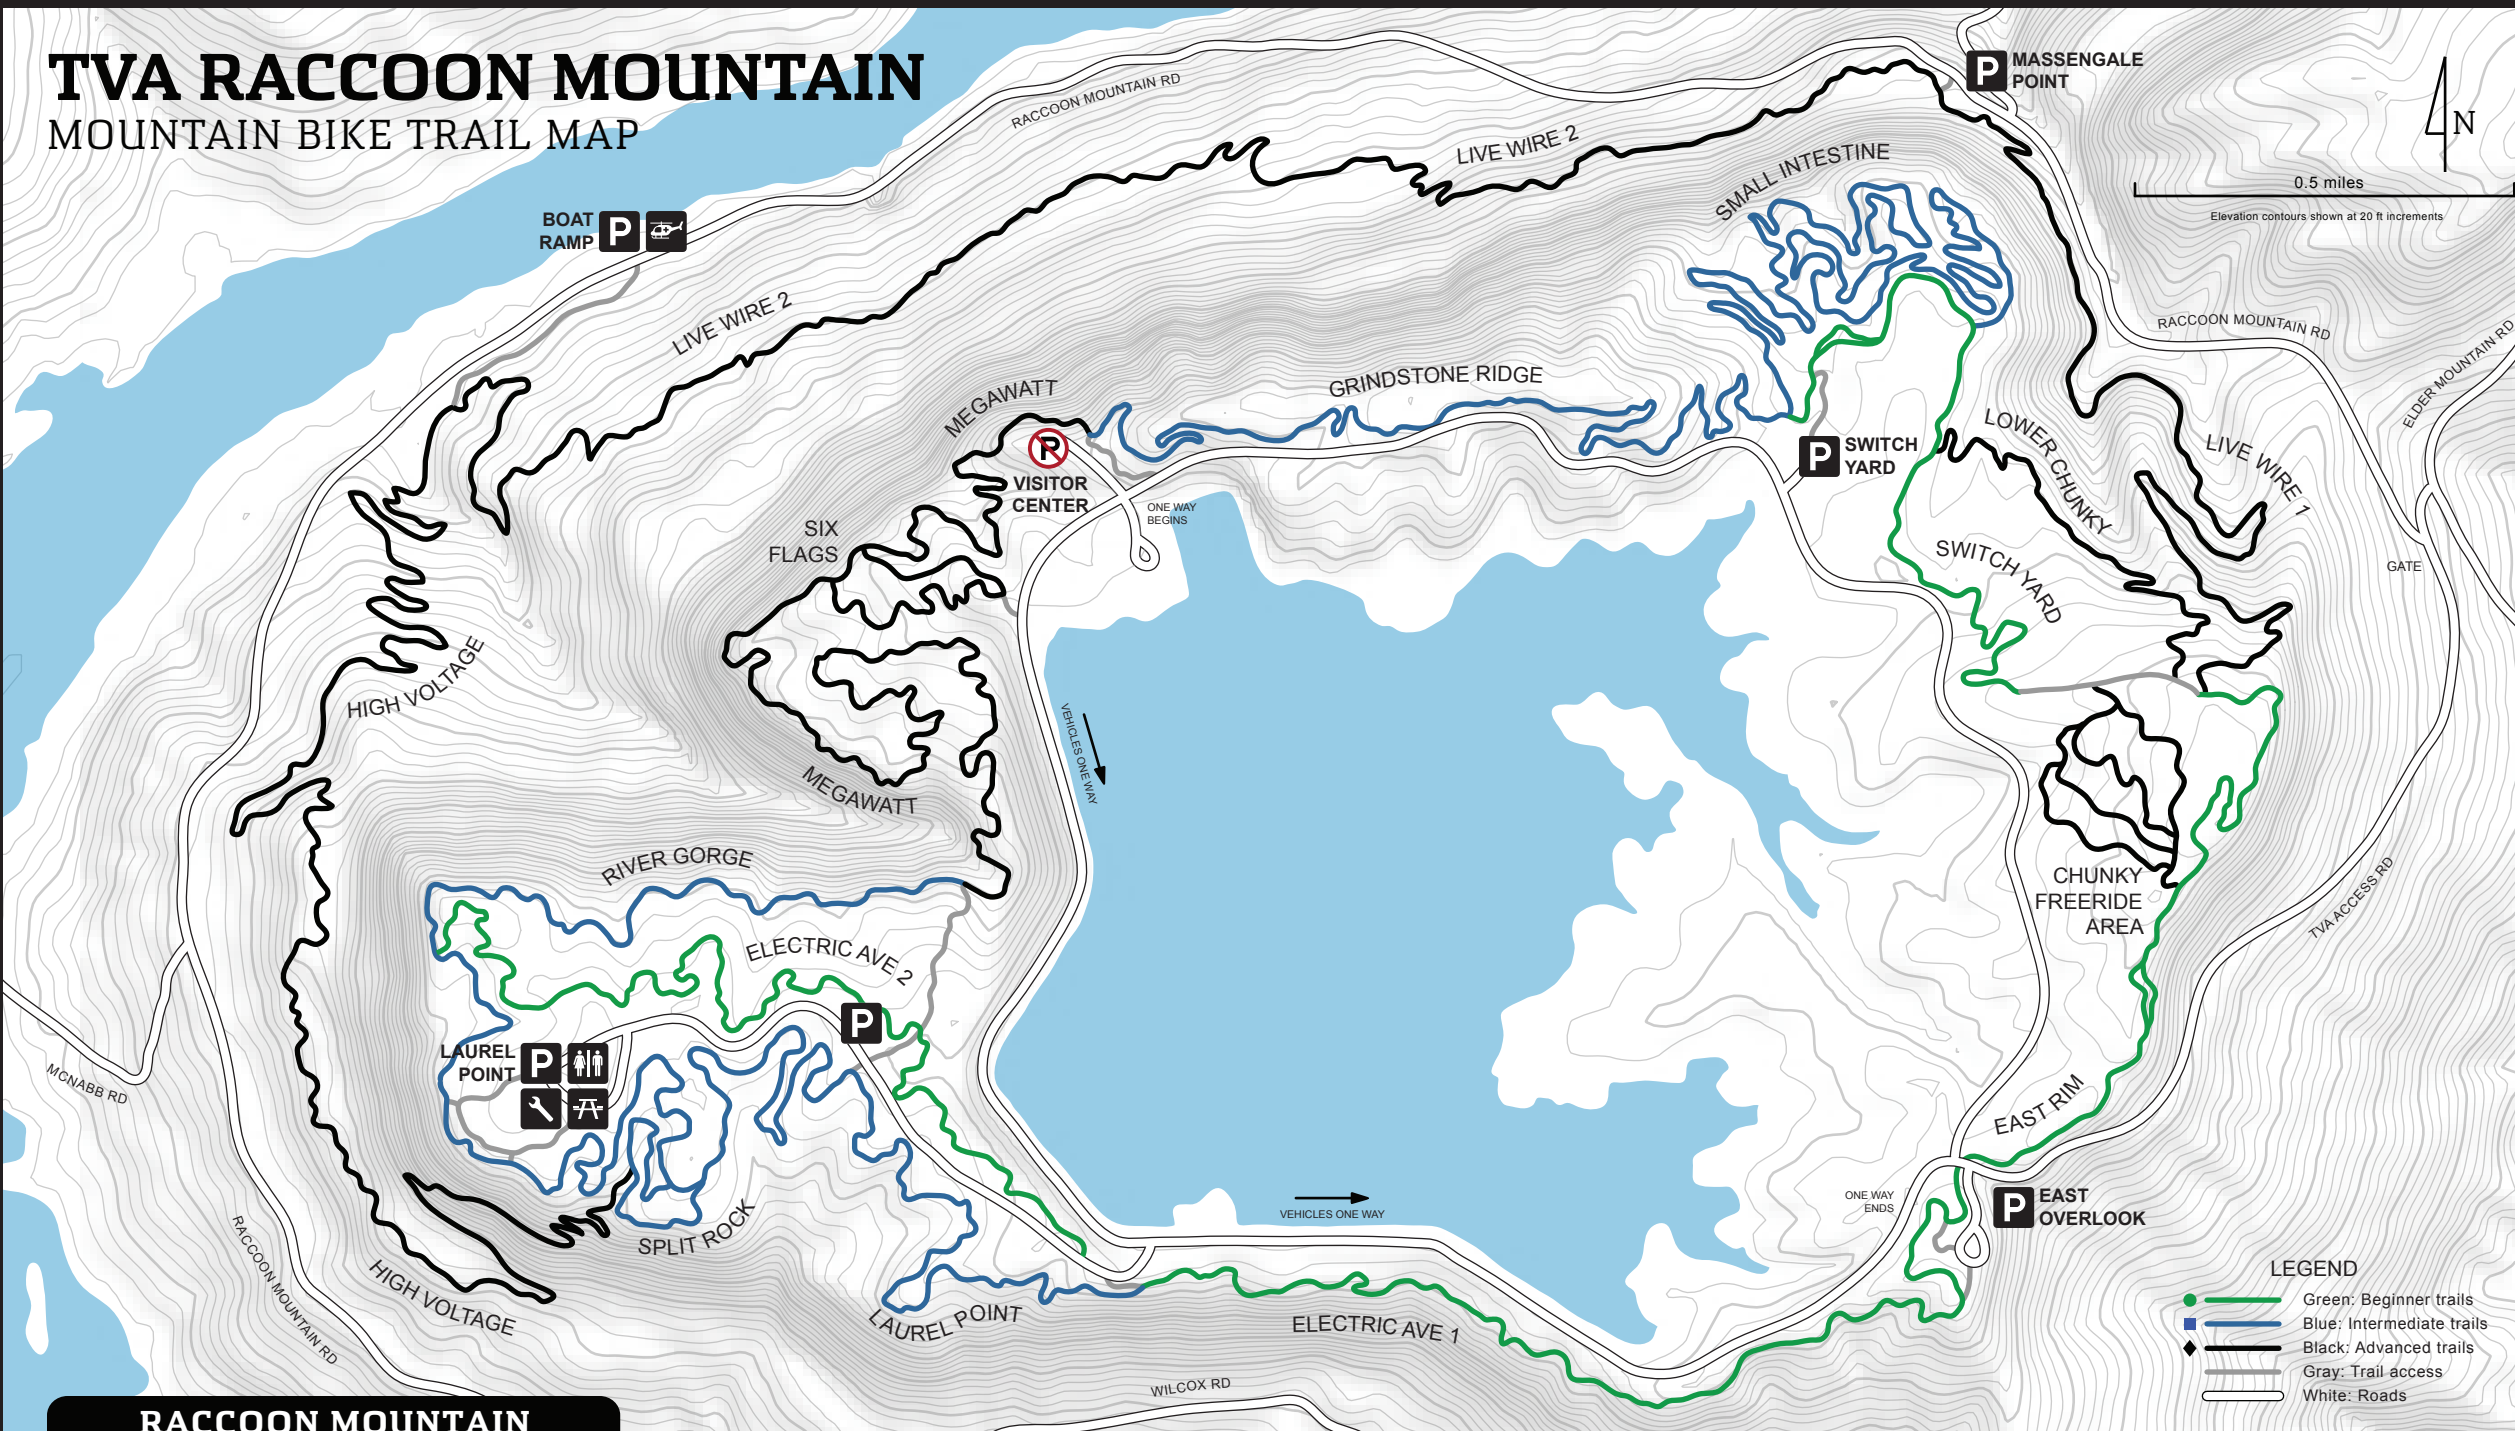 TVA RACCOON MOUNTAIN
MOUNTAIN BIKE TRAIL MAP
RACCOON MOUNTAIN RD
P
MASSENGALE
POINT
N
0.5 miles
Elevation contours shown at 20 ft increments
BOAT
RAMP
P
LIVE WIRE 2
SMALL INTESTINE
LIVE WIRE 2
RACCOON MOUNTAIN RD
ELDER MOUNTAIN RD
MEGAWATT
GRINDSTONE RIDGE
P
VISITOR
CENTER
P
SWITCH
YARD
LOWER CHUNKY
LIVE WIRE 1
ONE WAY
BEGINS
SIX
FLAGS
SWITCH YARD
GATE
HIGH VOLTAGE
VEHICLES ONE WAY
MEGAWATT
RIVER GORGE
CHUNKY
FREERIDE
AREA
TVA ACCESS RD
ELECTRIC AVE 2
P
LAUREL
POINT
P
MCNABB RD
EAST RIM
ONE WAY
ENDS
P
EAST
OVERLOOK
VEHICLES ONE WAY
SPLIT ROCK
RACCOON MOUNTAIN RD
HIGH VOLTAGE
LAUREL POINT
ELECTRIC AVE 1
WILCOX RD
LEGEND
Green: Beginner trails
Blue: Intermediate trails
Black: Advanced trails
Gray: Trail access
White: Roads
RACCOON MOUNTAIN